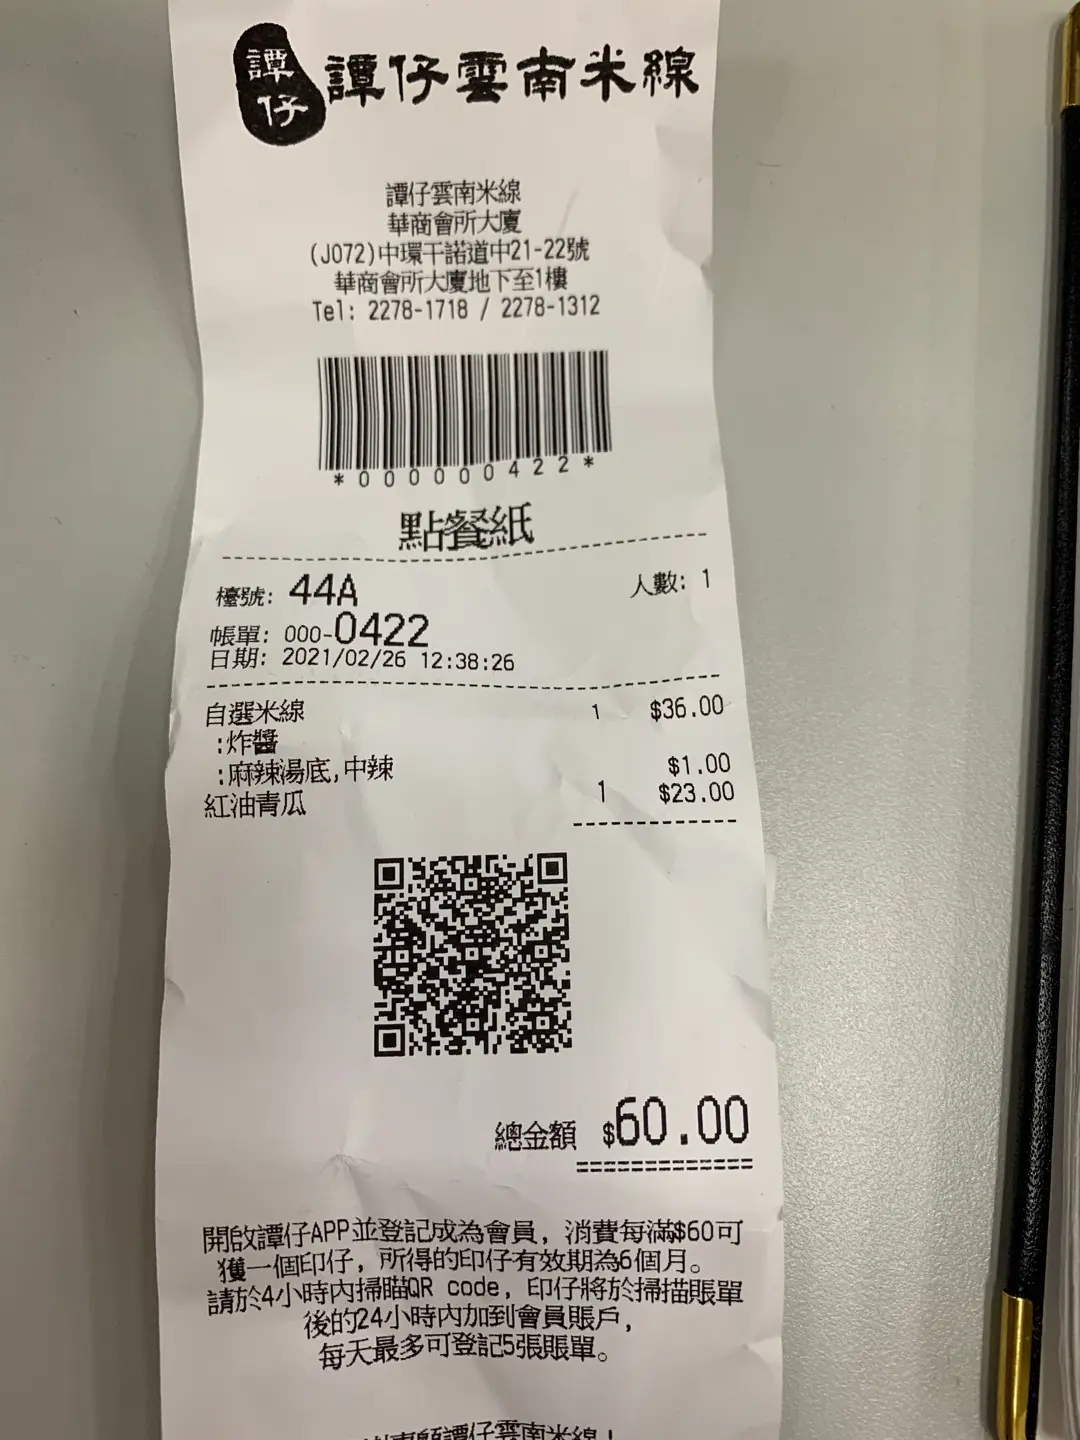 譚仔
譚仔雲南米線
譚仔雲南米線
華商會所大廈
(J072)中環干諾道中21-22號
華商會所大廈地下至1樓
Tel: 2278-1718 / 2278-1312
*000000422*
點餐紙
檯號: 44A 人數: 1
帳單: 000-0422
日期: 2021/02/26 12:38:26
自選米線 1 $36.00
:炸醬
:麻辣湯底,中辣 $1.00
紅油青瓜 1 $23.00
總金額 $60.00
開啟譚仔APP並登記成為會員, 消費每滿$60可
獲一個印仔, 所得的印仔有效期為6個月。
請於4小時內掃瞄QR code, 印仔將於掃描賬單
後的24小時內加到會員賬戶,
每天最多可登記5張賬單。
譚仔雲南米線!